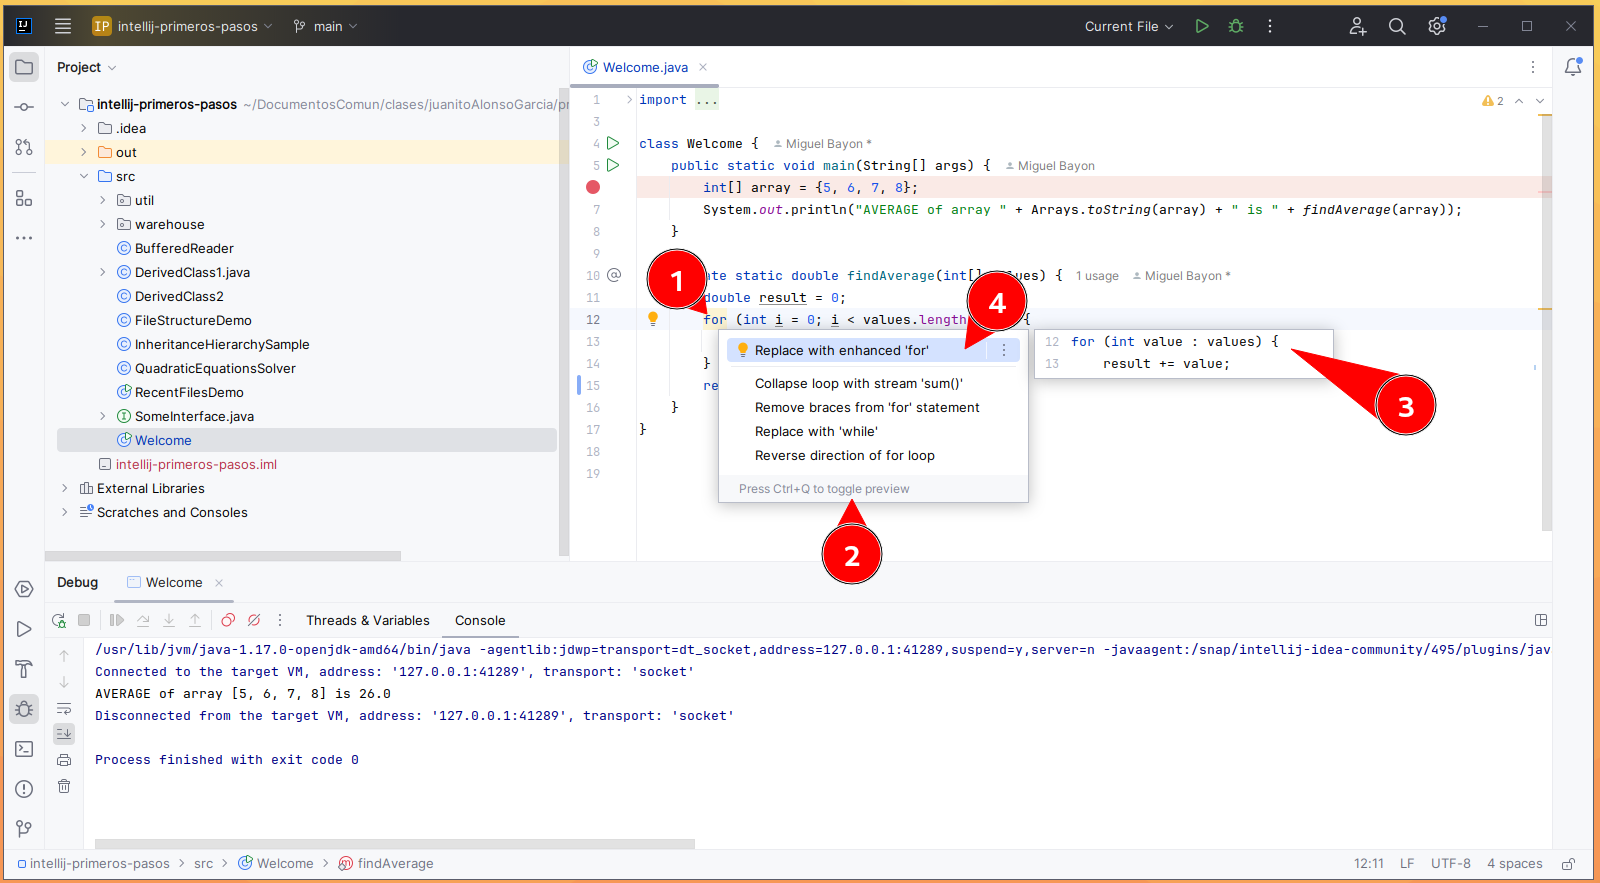 IP intellij-primeros-pasos main Current File
Project
Welcome.java
intellij-primeros-pasos ~/DocumentosComun/clases/juanitoAlonsoGarcia/pr
.idea
out
src
util
warehouse
BufferedReader
DerivedClass1.java
DerivedClass2
FileStructureDemo
InheritanceHierarchySample
QuadraticEquationsSolver
RecentFilesDemo
SomeInterface.java
Welcome
intellij-primeros-pasos.iml
External Libraries
Scratches and Consoles
1 import ... 2
3
4 class Welcome { Miguel Bayon *
5 public static void main(String[] args) { Miguel Bayon
int[] array = {5, 6, 7, 8};
7 System.out.println("AVERAGE of array " + Arrays.toString(array) + " is " + findAverage(array));
8 }
9
10 @ te static double findAverage(int[] values) { 1 usage Miguel Bayon *
11 double result = 0;
12 for (int i = 0; i < values.length {
13
14 }
15 re
16 }
17 }
18
19
1
4
Replace with enhanced 'for'
Collapse loop with stream 'sum()'
Remove braces from 'for' statement
Replace with 'while'
Reverse direction of for loop
Press Ctrl+Q to toggle preview
12 for (int value : values) {
13 result += value;
3
2
Debug Welcome
Threads & Variables Console
/usr/lib/jvm/java-1.17.0-openjdk-amd64/bin/java -agentlib:jdwp=transport=dt_socket,address=127.0.0.1:41289,suspend=y,server=n -javaagent:/snap/intellij-idea-community/495/plugins/jav
Connected to the target VM, address: '127.0.0.1:41289', transport: 'socket'
AVERAGE of array [5, 6, 7, 8] is 26.0
Disconnected from the target VM, address: '127.0.0.1:41289', transport: 'socket'
Process finished with exit code 0
intellij-primeros-pasos > src > Welcome > findAverage 12:11 LF UTF-8 4 spaces